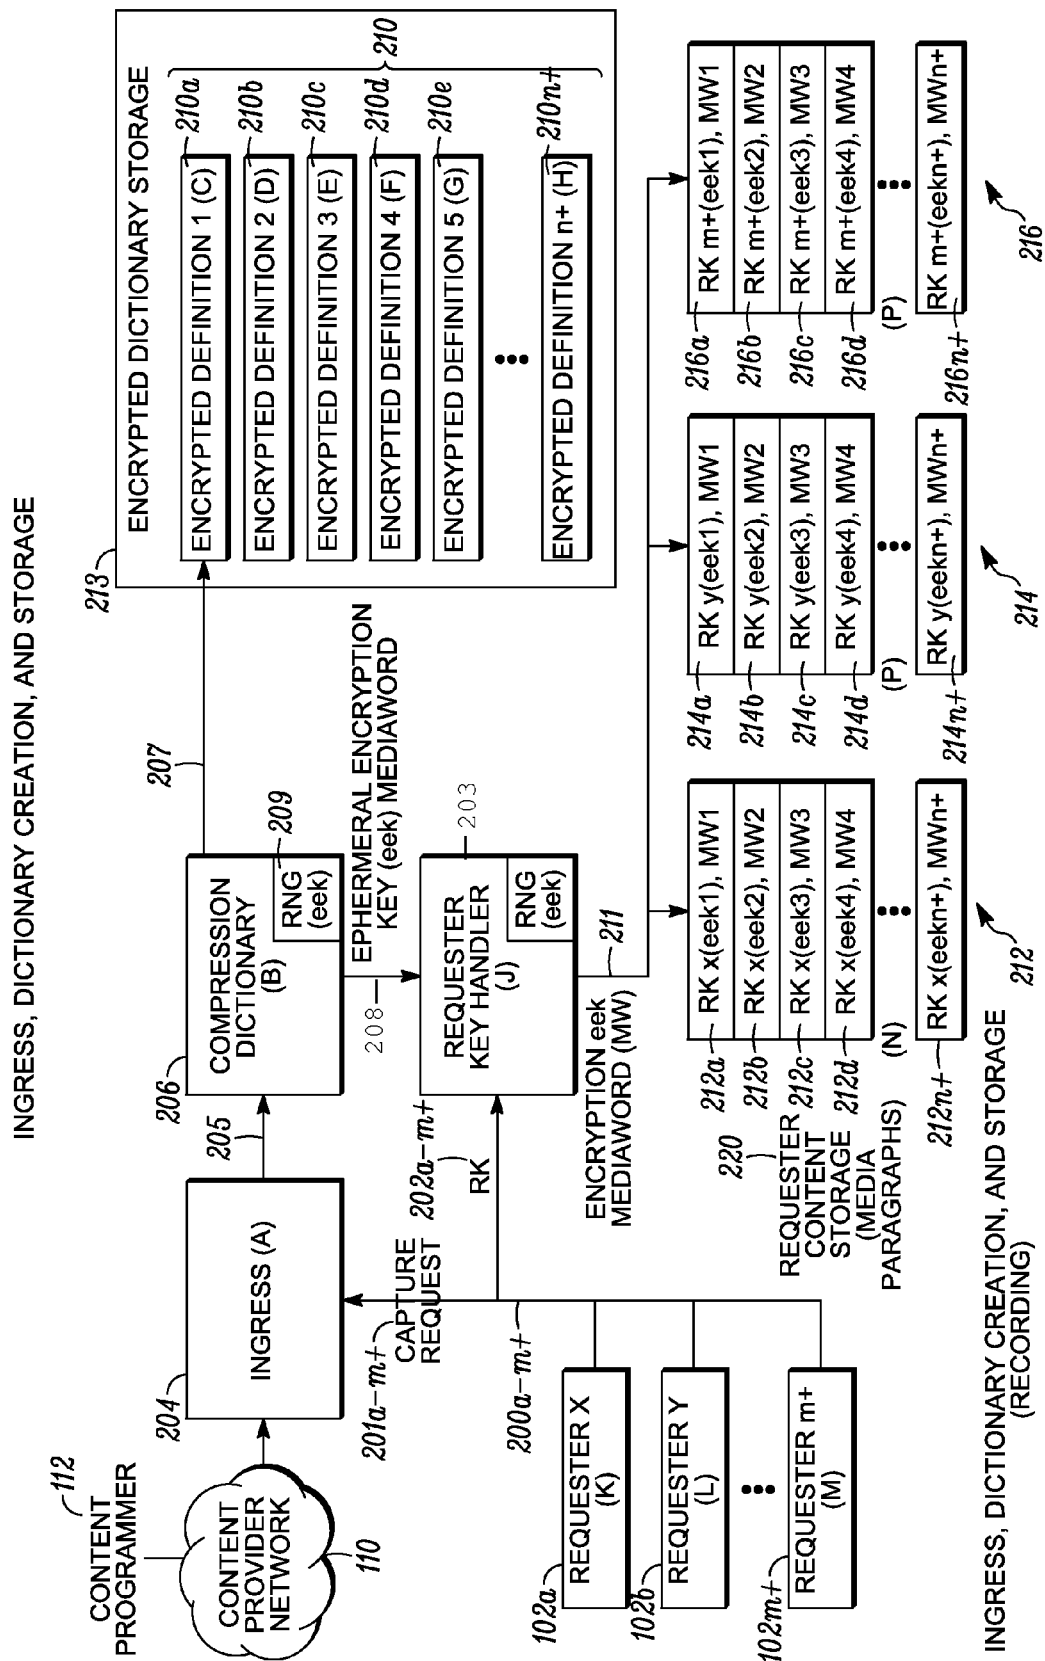 INGRESS, DICTIONARY CREATION, AND STORAGE
112
CONTENT
PROGRAMMER
CONTENT
PROVIDER
NETWORK
110
204
INGRESS (A)
205
206
COMPRESSION
DICTIONARY
(B)
RNG
(eek)
209
207
213
ENCRYPTED DICTIONARY STORAGE
ENCRYPTED DEFINITION 1 (C)
210a
ENCRYPTED DEFINITION 2 (D)
210b
ENCRYPTED DEFINITION 3 (E)
210c
ENCRYPTED DEFINITION 4 (F)
210d
ENCRYPTED DEFINITION 5 (G)
210e
ENCRYPTED DEFINITION n+ (H)
210n+
210
201a-m+
CAPTURE
REQUEST
208
EPHERMERAL ENCRYPTION
KEY (eek) MEDIAWORD
202a-m+
RK
REQUESTER
KEY HANDLER
(J)
203
RNG
(eek)
200a-m+
ENCRYPTION eek
MEDIAWORD (MW)
211
102a
REQUESTER X
(K)
102b
REQUESTER Y
(L)
102m+
REQUESTER m+
(M)
220
REQUESTER
CONTENT
STORAGE
(MEDIA
PARAGRAPHS)
212a
RK x(eek1), MW1
212b
RK x(eek2), MW2
212c
RK x(eek3), MW3
212d
RK x(eek4), MW4
(N)
212n+
RK x(eekn+), MWn+
212
214a
RK y(eek1), MW1
214b
RK y(eek2), MW2
214c
RK y(eek3), MW3
214d
RK y(eek4), MW4
(P)
214n+
RK y(eekn+), MWn+
214
216a
RK m+(eek1), MW1
216b
RK m+(eek2), MW2
216c
RK m+(eek3), MW3
216d
RK m+(eek4), MW4
(P)
216n+
RK m+(eekn+), MWn+
216
INGRESS, DICTIONARY CREATION, AND STORAGE
(RECORDING)